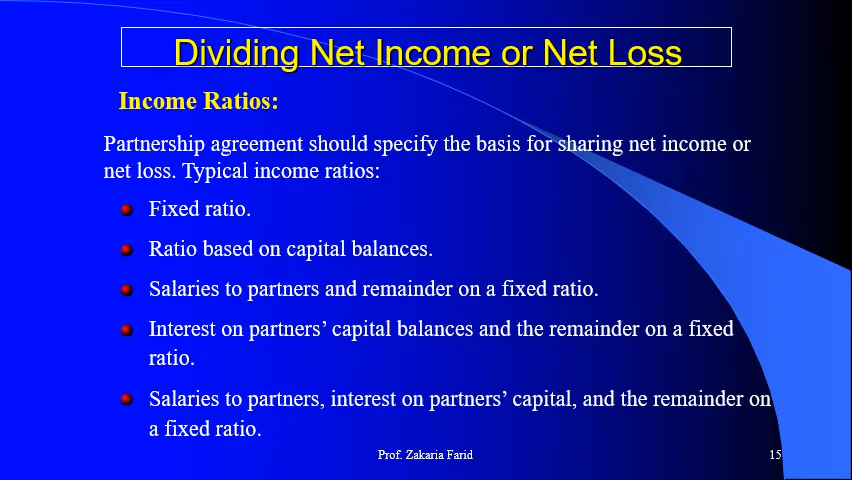 Dividing Net Income or Net Loss
Income Ratios:
Partnership agreement should specify the basis for sharing net income or
net loss. Typical income ratios:
Fixed ratio.
Ratio based on capital balances.
Salaries to partners and remainder on a fixed ratio.
Interest on partners’ capital balances and the remainder on a fixed
ratio.
Salaries to partners, interest on partners’ capital, and the remainder on
a fixed ratio.
Prof. Zakaria Farid
15